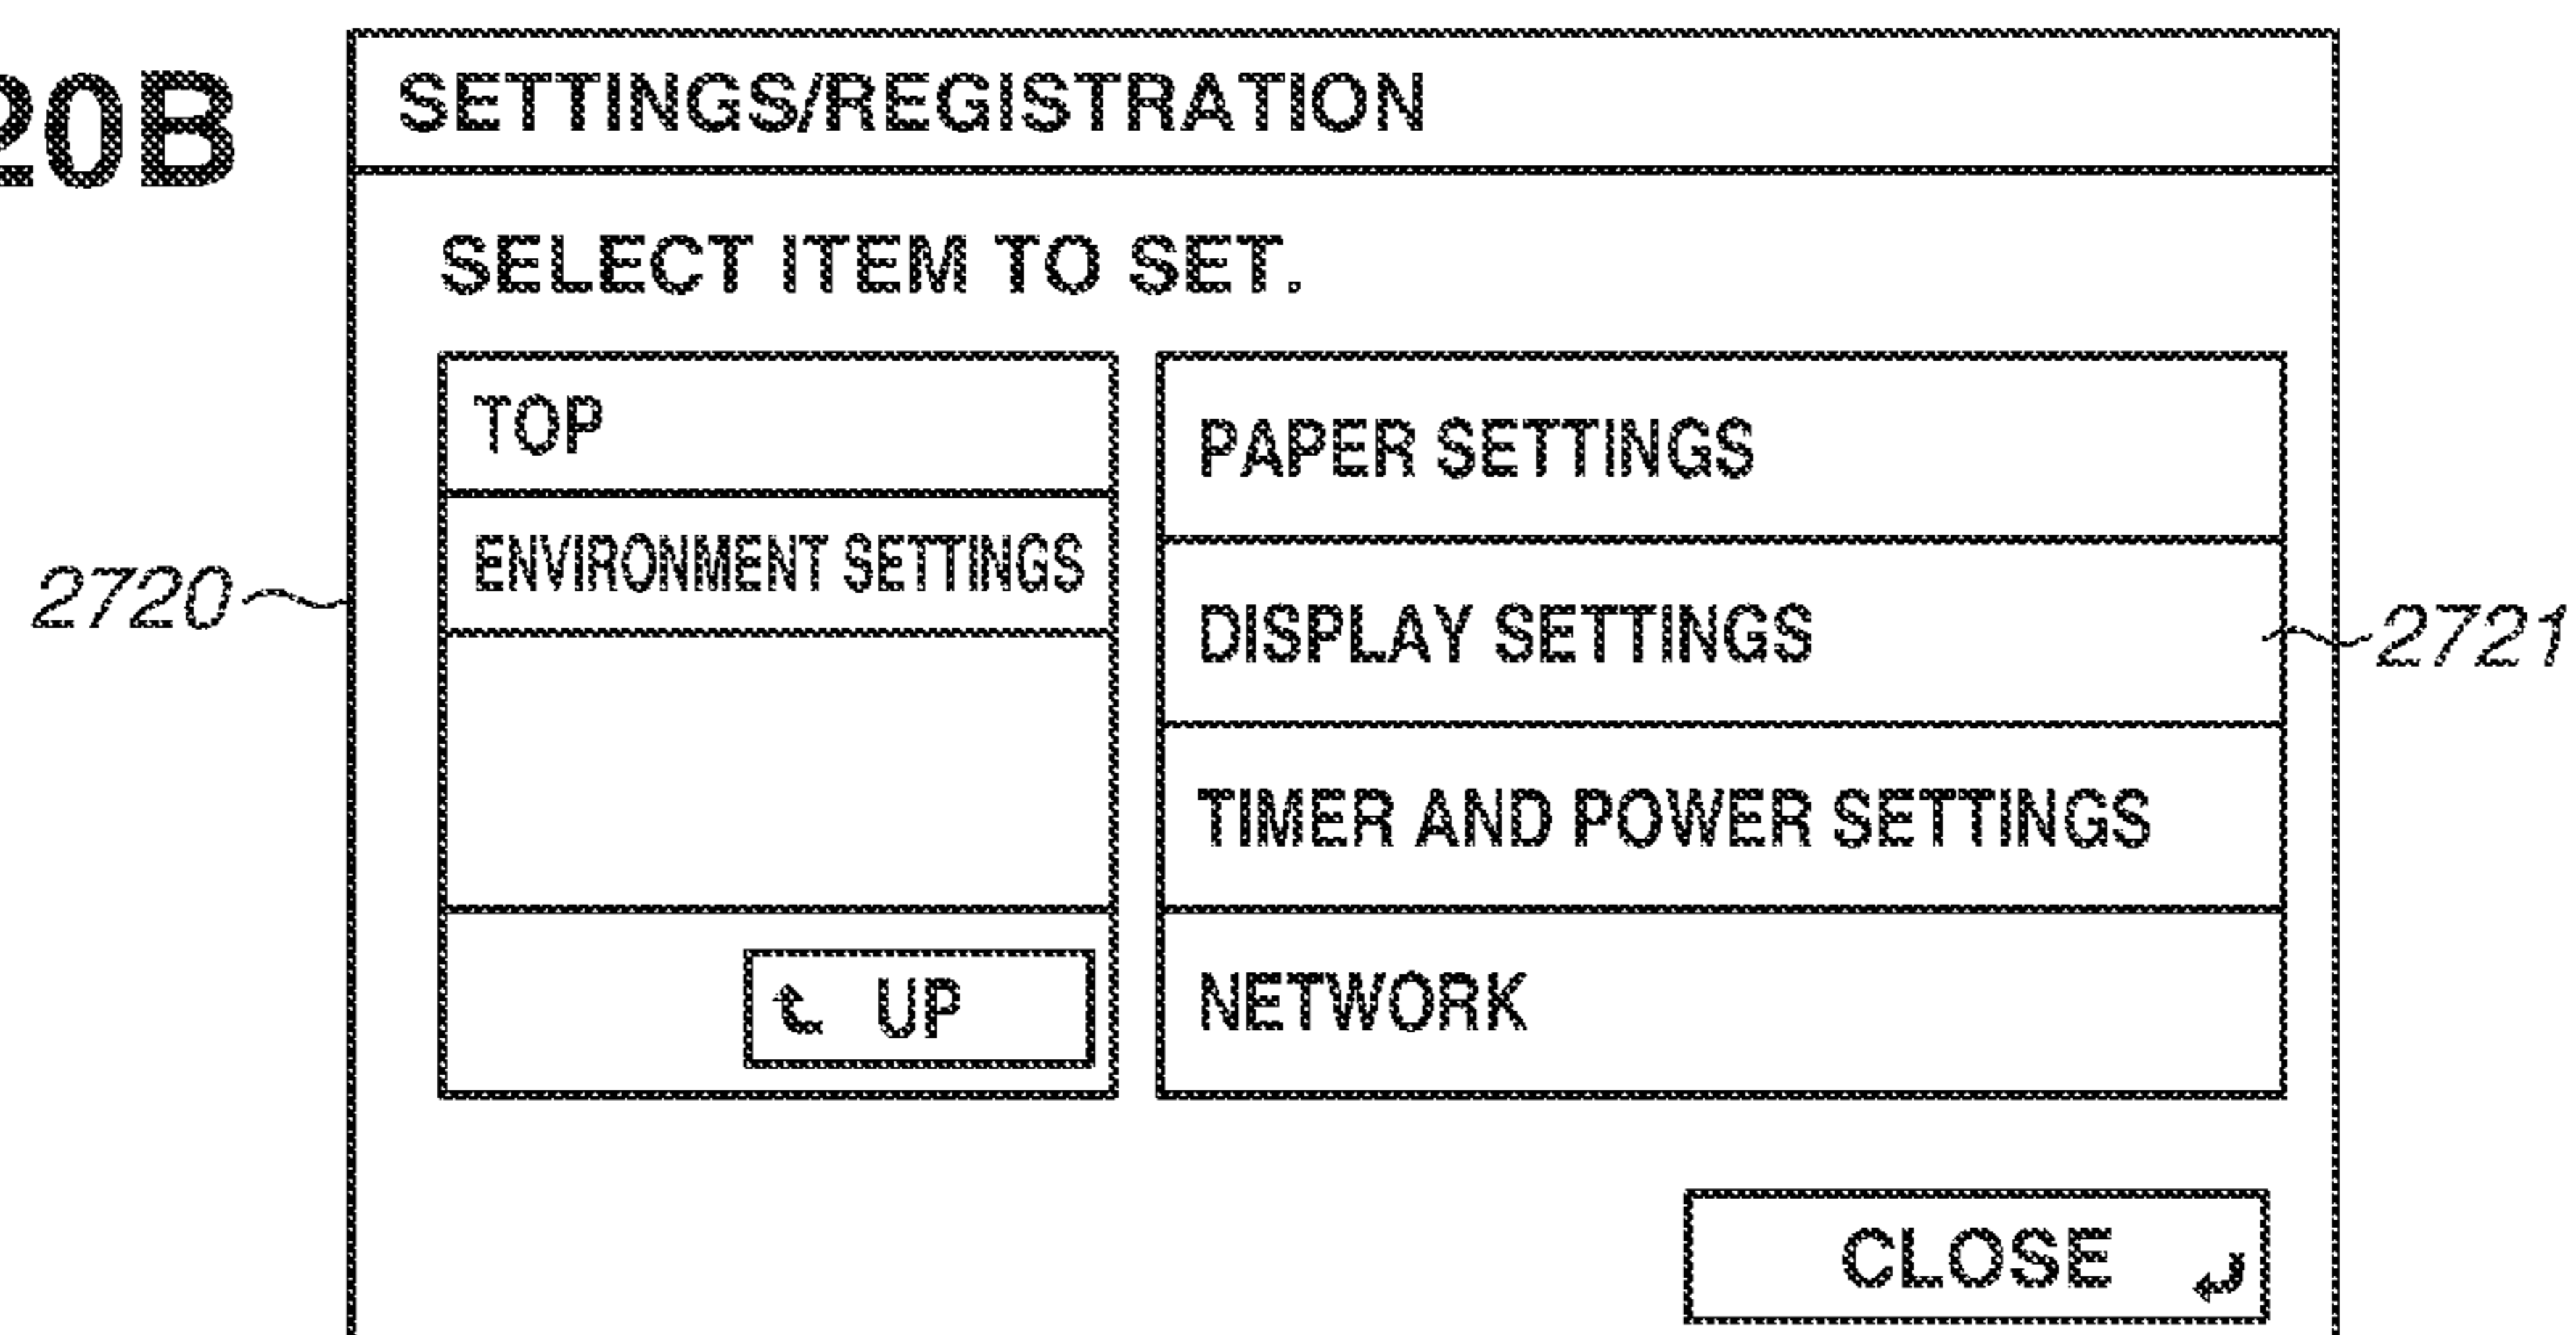 20B
SETTINGS/REGISTRATION
SELECT ITEM TO SET.
TOP
ENVIRONMENT SETTINGS
UP
PAPER SETTINGS
DISPLAY SETTINGS
TIMER AND POWER SETTINGS
NETWORK
CLOSE
2720
2721